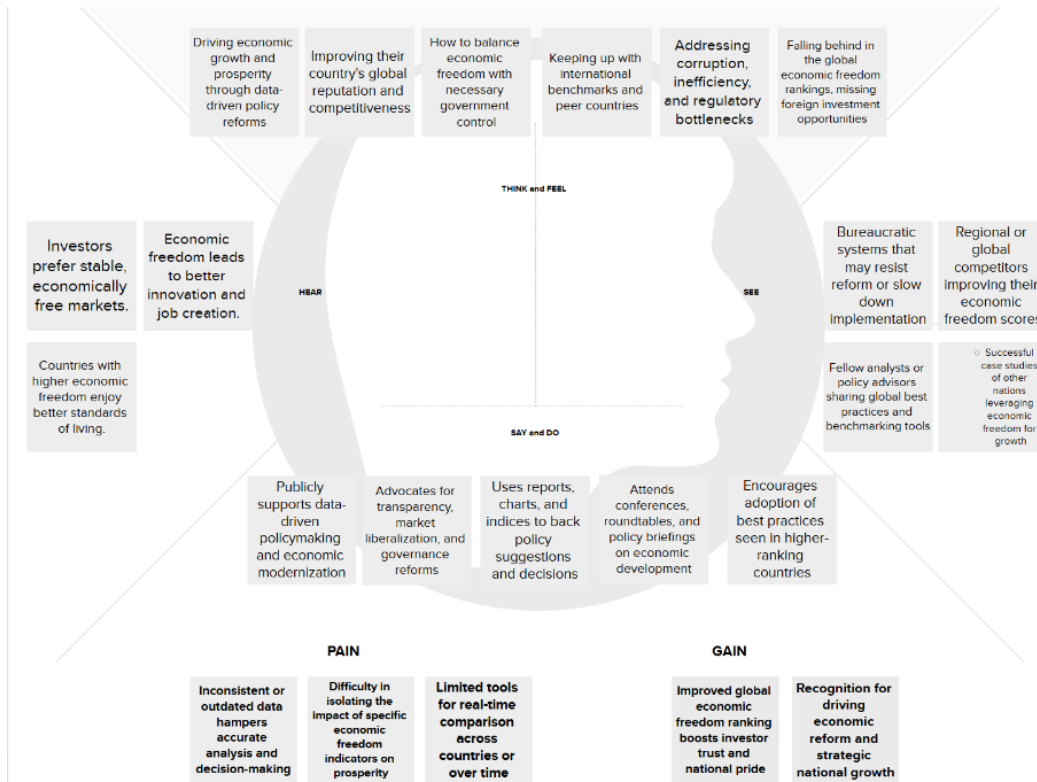 Driving economic
growth and
prosperity
through data-
driven policy
reforms
Improving their
country's global
reputation and
competitiveness
How to balance
economic
freedom with
necessary
government
control
Keeping up with
international
benchmarks and
peer countries
Addressing
corruption,
inefficiency,
and regulatory
bottlenecks
Falling behind in
the global
economic freedom
rankings, missing
foreign investment
opportunities
THINK and FEEL
Investors
prefer stable,
economically
free markets.
Economic
freedom leads
to better
innovation and
job creation.
Countries with
higher economic
freedom enjoy
better standards
of living.
HEAR
SEE
Bureaucratic
systems that
may resist
reform or slow
down
implementation
Regional or
global
competitors
improving their
economic
freedom scores
Fellow analysts or
policy advisors
sharing global best
practices and
benchmarking tools
○ Successful
case studies
of other
nations
leveraging
economic
freedom for
growth
SAY and DO
Publicly
supports data-
driven
policymaking
and economic
modernization
Advocates for
transparency,
market
liberalization, and
governance
reforms
Uses reports,
charts, and
indices to back
policy
suggestions
and decisions
Attends
conferences,
roundtables, and
policy briefings
on economic
development
Encourages
adoption of
best practices
seen in higher-
ranking
countries
PAIN
Inconsistent or
outdated data
hampers
accurate
analysis and
decision-making
Difficulty in
isolating the
impact of specific
economic
freedom
indicators on
prosperity
Limited tools
for real-time
comparison
across
countries or
over time
GAIN
Improved global
economic
freedom ranking
boosts investor
trust and
national pride
Recognition for
driving
economic
reform and
strategic
national growth